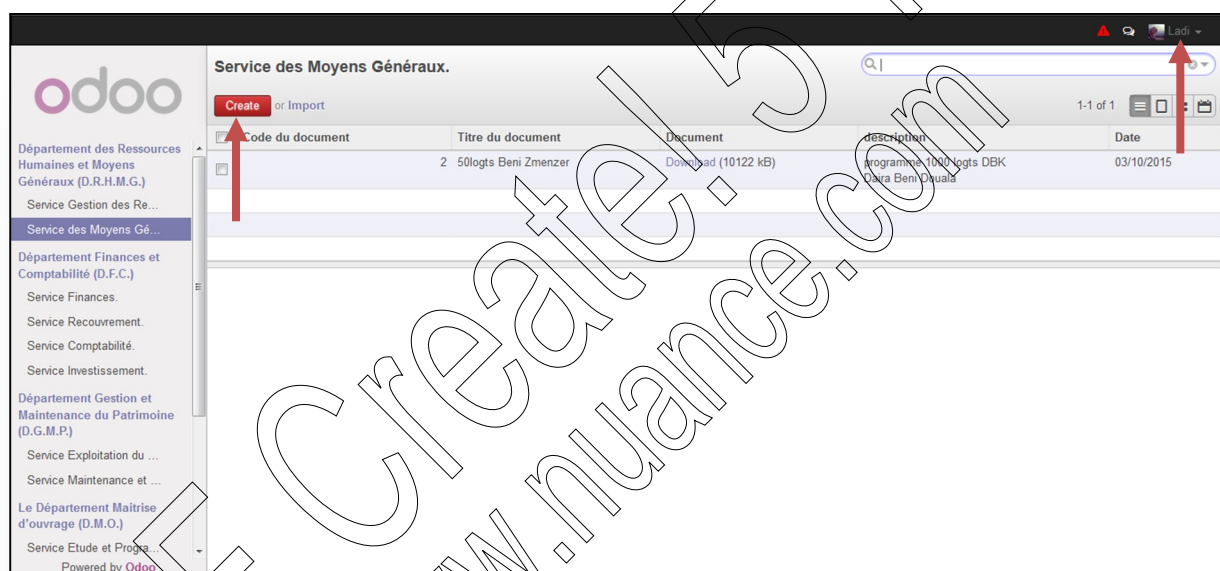 Ladi
odoo
Service des Moyens Généraux.
Create or Import
1-1 of 1
Code du document Titre du document Document description Date
2 50logts Beni Zmenzer Download (10122 kB) programme 1000 logts DBK 03/10/2015
Daira Beni Douala
Département des Ressources
Humaines et Moyens
Généraux (D.R.H.M.G.)
Service Gestion des Re...
Service des Moyens Gé...
Département Finances et
Comptabilité (D.F.C.)
Service Finances.
Service Recouvrement.
Service Comptabilité.
Service Investissement.
Département Gestion et
Maintenance du Patrimoine
(D.G.M.P.)
Service Exploitation du ...
Service Maintenance et ...
Le Département Maitrise
d'ouvrage (D.M.O.)
Service Etude et Progra...
Powered by Odoo
F Create! 5
www.nuance.com